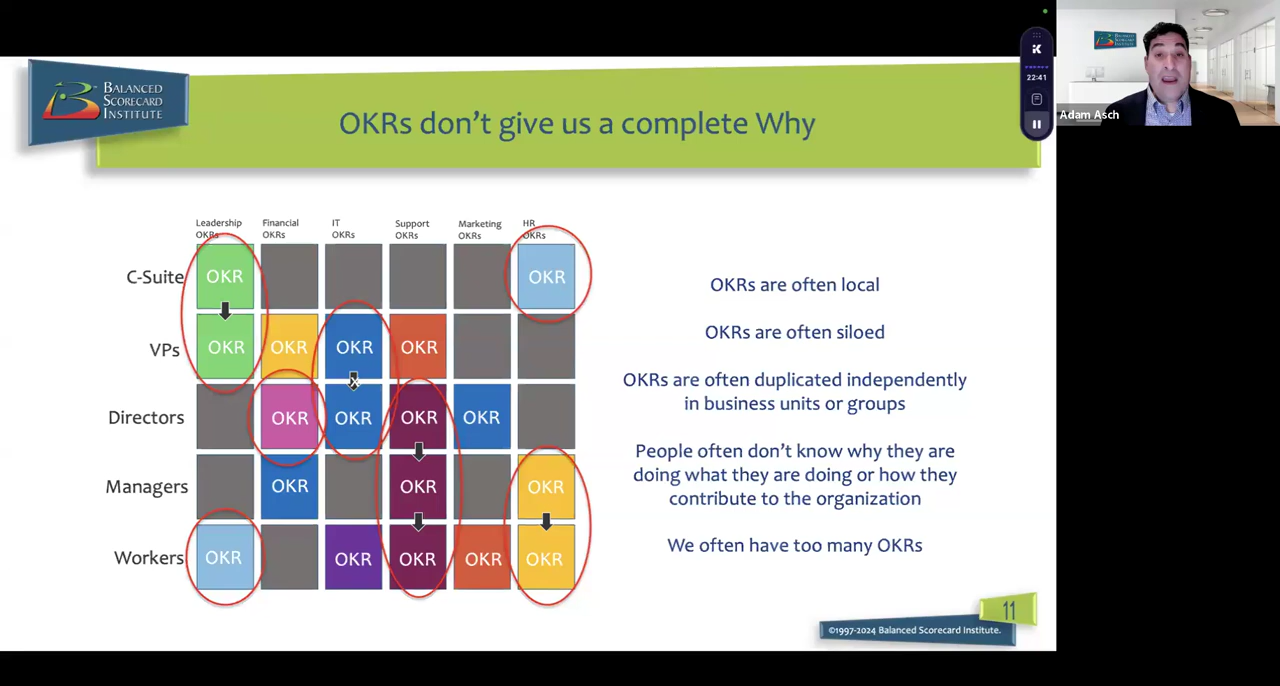 BALANCED
SCORECARD
INSTITUTE
OKRs don't give us a complete Why
K
22:41
BALANCED
SCORECARD
INSTITUTE
Adam Asch
Leadership
OKRs
Financial
OKRs
IT
OKRs
Support
OKRs
Marketing
OKRs
HR
OKRs
C-Suite
OKR
OKR
VPs
OKR
OKR
OKR
OKR
Directors
OKR
OKR
OKR
OKR
Managers
OKR
OKR
OKR
Workers
OKR
OKR
OKR
OKR
OKR
OKRs are often local
OKRs are often siloed
OKRs are often duplicated independently
in business units or groups
People often don't know why they are
doing what they are doing or how they
contribute to the organization
We often have too many OKRs
11
©1997-2024 Balanced Scorecard Institute.